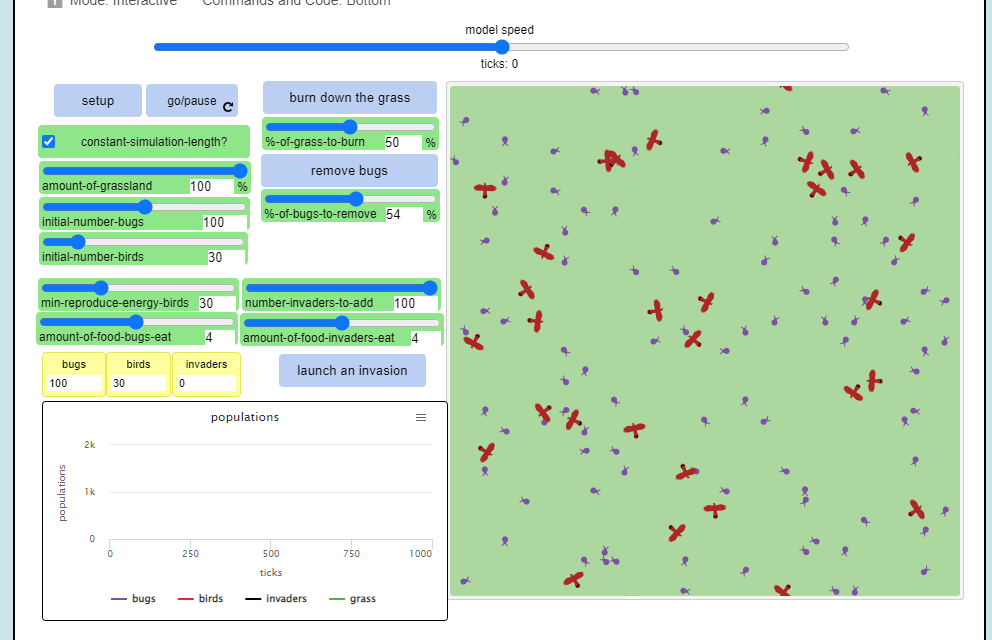 Mode: Interactive Commands and Code: Bottom
model speed
ticks: 0
setup
go/pause
burn down the grass
constant-simulation-length?
%-of-grass-to-burn 50 %
remove bugs
amount-of-grassland 100 %
%-of-bugs-to-remove 54 %
initial-number-bugs 100
initial-number-birds 30
min-reproduce-energy-birds 30
number-invaders-to-add 100
amount-of-food-bugs-eat 4
amount-of-food-invaders-eat 4
bugs birds invaders
100 30 0
launch an invasion
populations
populations
2k
1k
0
0 250 500 750 1000
ticks
bugs birds invaders grass